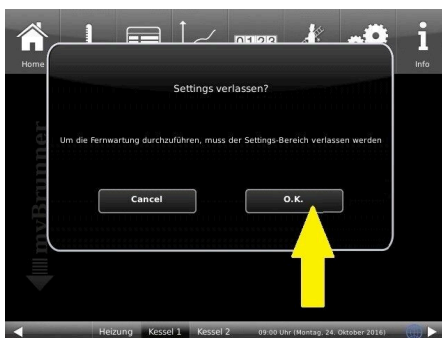 0123
Home
Info
Settings verlassen?
Um die Fernwartung durchzuführen, muss der Settings-Bereich verlassen werden
Cancel
O.K.
myBrunner
Heizung Kessel 1 Kessel 2 09:00 Uhr (Montag, 24. Oktober 2016)